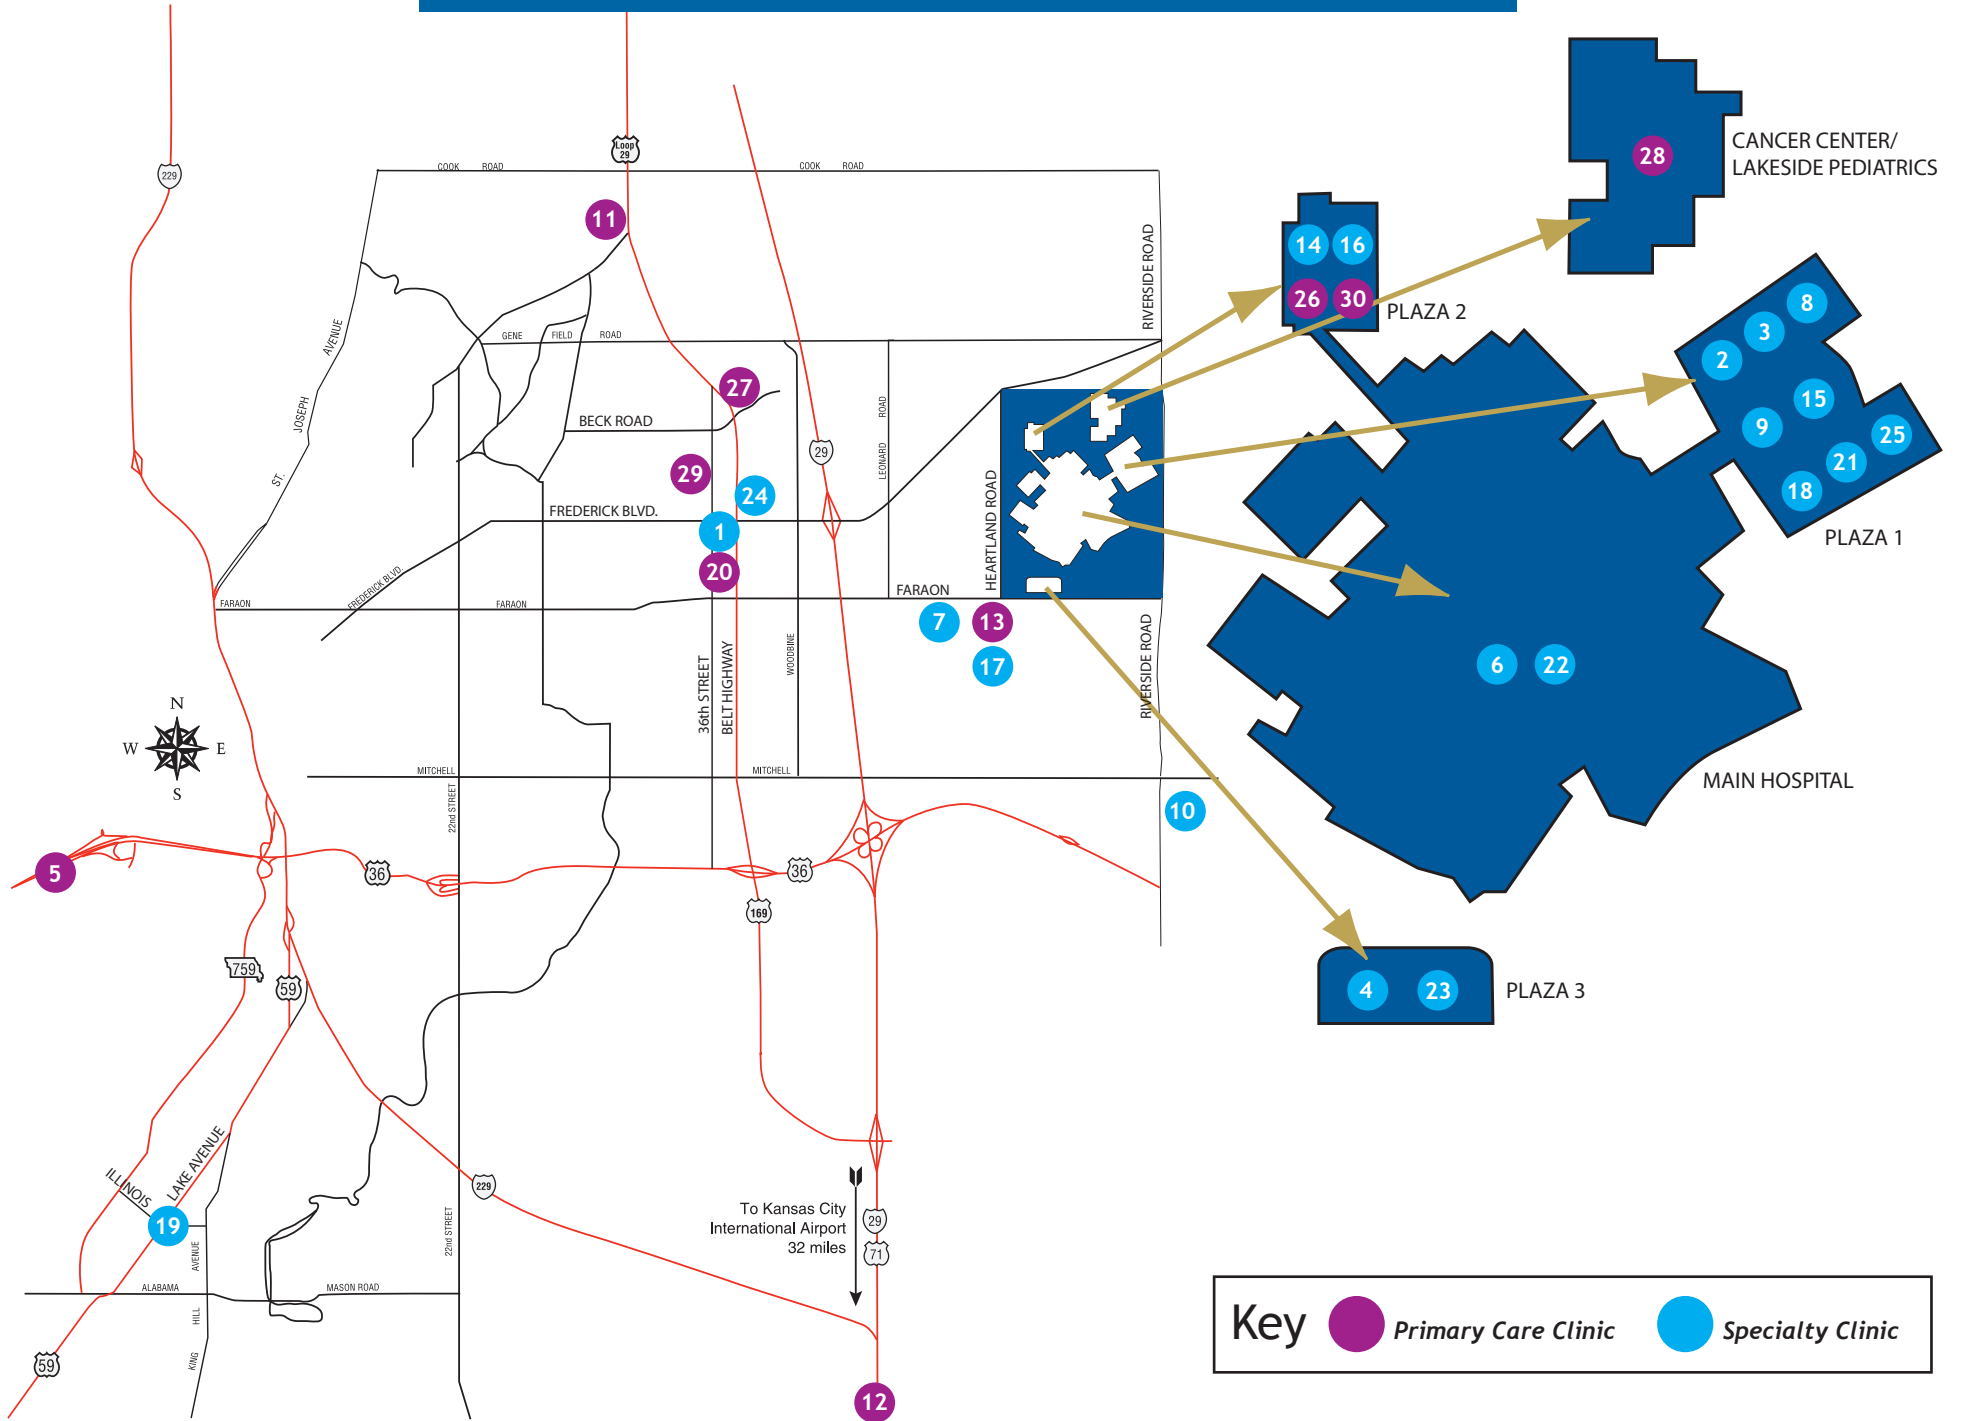 Loop
29
COOK ROAD
COOK ROAD
229
11
ST. JOSEPH AVENUE
GENE FIELD ROAD
RIVERSIDE ROAD
27
BECK ROAD
LEONARD ROAD
29
29
24
FREDERICK BLVD.
1
20
FREDERICK BLVD.
HEARTLAND ROAD
FARAON
FARAON
FARAON
7
13
17
WOODBINE
36th STREET
BELT HIGHWAY
RIVERSIDE ROAD
N
W
E
S
MITCHELL
MITCHELL
22nd STREET
10
5
36
36
169
759
59
ILLINOIS
LAKE AVENUE
19
229
22nd STREET
To Kansas City
International Airport
32 miles
29
71
ALABAMA
MASON ROAD
KING HILL AVENUE
59
12
28
CANCER CENTER/
LAKESIDE PEDIATRICS
14
16
26
30
PLAZA 2
8
3
2
15
9
25
21
18
PLAZA 1
6
22
MAIN HOSPITAL
4
23
PLAZA 3
Key
Primary Care Clinic
Specialty Clinic